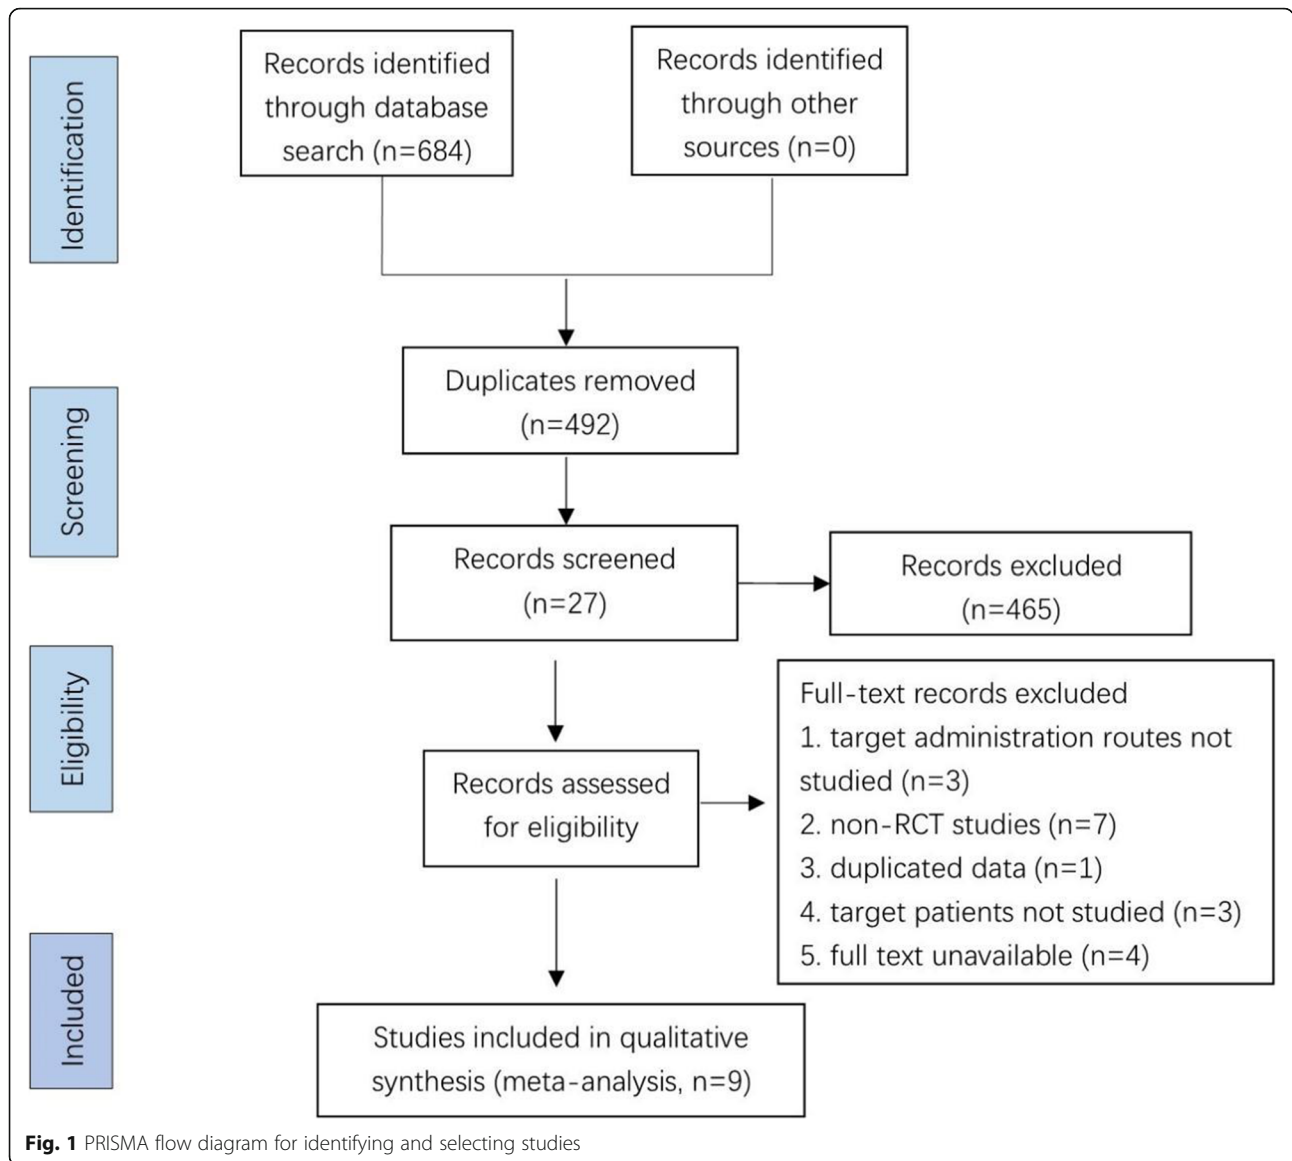 Identification
Records identified
through database
search (n=684)
Records identified
through other
sources (n=0)
Screening
Duplicates removed
(n=492)
Records screened
(n=27)
Records excluded
(n=465)
Eligibility
Records assessed
for eligibility
Full-text records excluded
1. target administration routes not
studied (n=3)
2. non-RCT studies (n=7)
3. duplicated data (n=1)
4. target patients not studied (n=3)
5. full text unavailable (n=4)
Included
Studies included in qualitative
synthesis (meta-analysis, n=9)
Fig. 1 PRISMA flow diagram for identifying and selecting studies